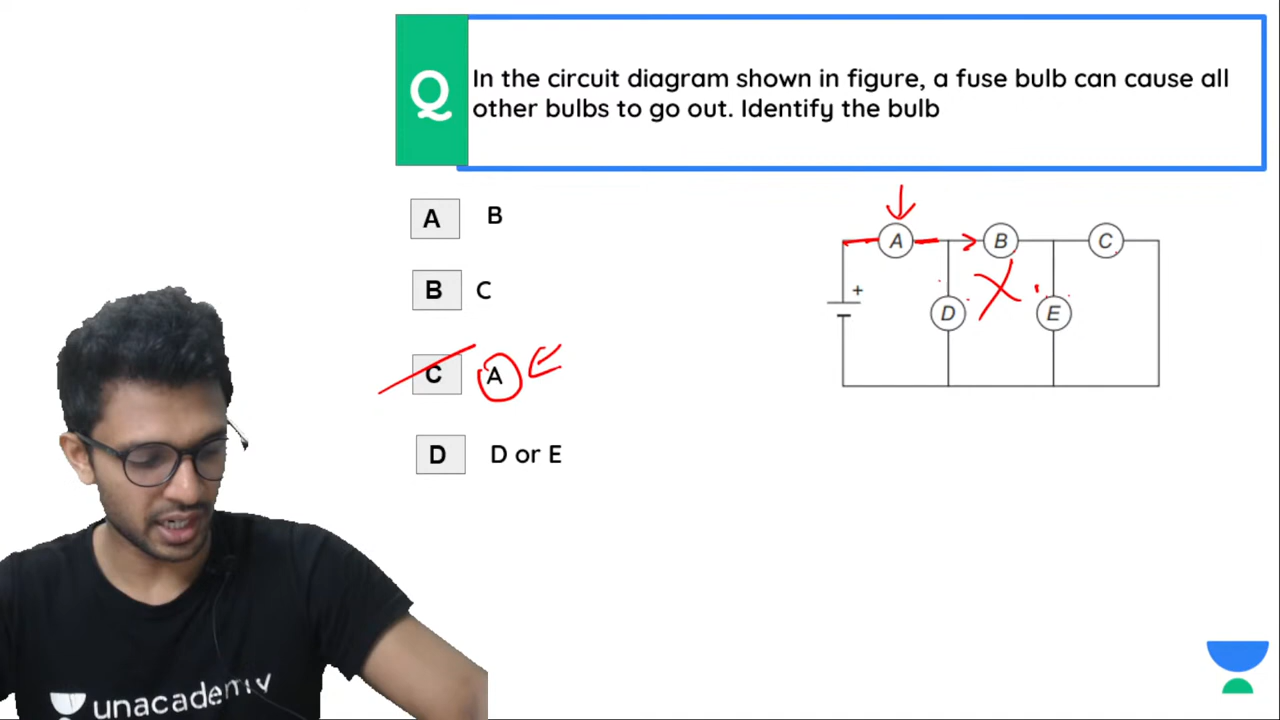 Q
In the circuit diagram shown in figure, a fuse bulb can cause all
other bulbs to go out. Identify the bulb
A B
B C
C A
D D or E
A B C
+
D E
unacademy